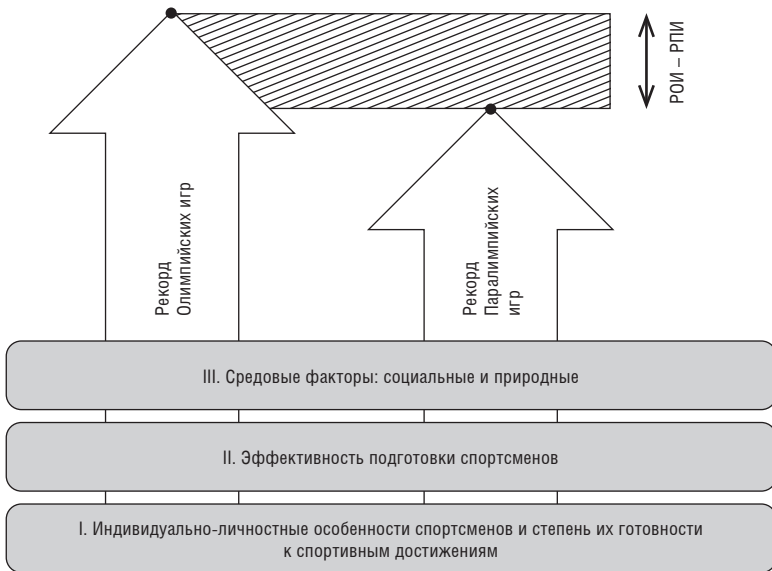 РОИ – РПИ
Рекорд
Олимпийских игр
Рекорд
Паралимпийских
игр
III. Средовые факторы: социальные и природные
II. Эффективность подготовки спортсменов
I. Индивидуально-личностные особенности спортсменов и степень их готовности
к спортивным достижениям